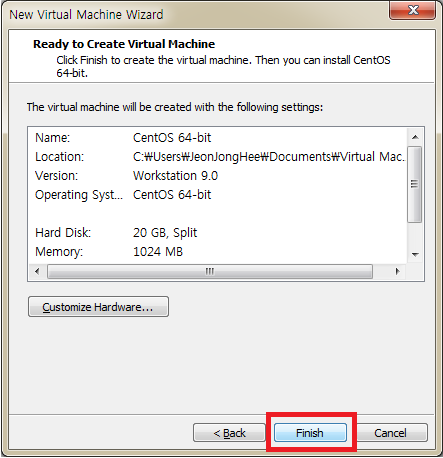 New Virtual Machine Wizard
Ready to Create Virtual Machine
Click Finish to create the virtual machine. Then you can install CentOS
64-bit.
The virtual machine will be created with the following settings:
Name: CentOS 64-bit
Location: C:₩Users₩JeonJongHee₩Documents₩Virtual Mac...
Version: Workstation 9.0
Operating Syst... CentOS 64-bit
Hard Disk: 20 GB, Split
Memory: 1024 MB
Customize Hardware...
< Back Finish Cancel